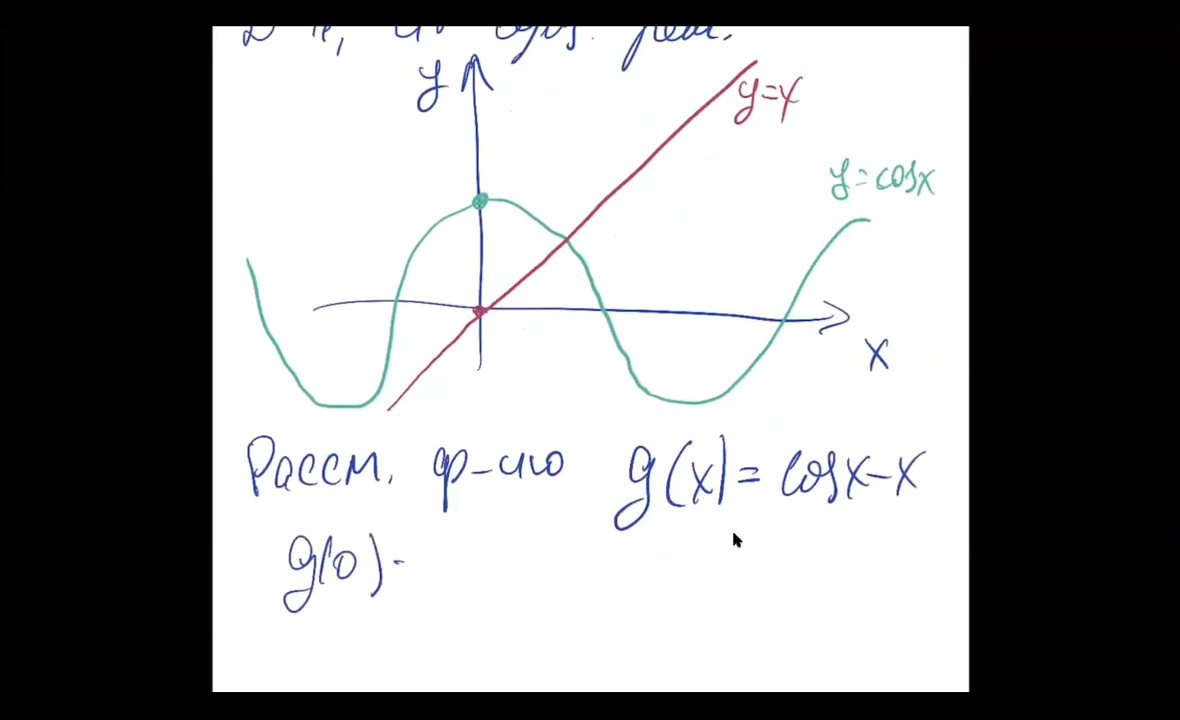 y
y=x
y=cosx
x
Рассм. ф-цию g(x)= cosx-x
g(0)-